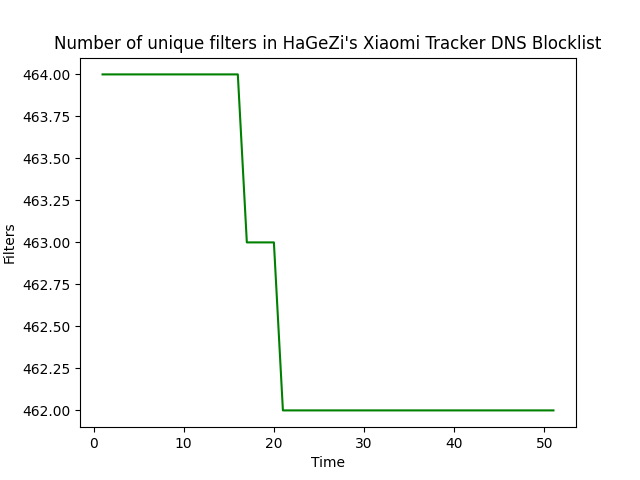 Number of unique filters in HaGeZi's Xiaomi Tracker DNS Blocklist
464.00
463.75
463.50
463.25
463.00
462.75
462.50
462.25
462.00
Filters
0 10 20 30 40 50
Time